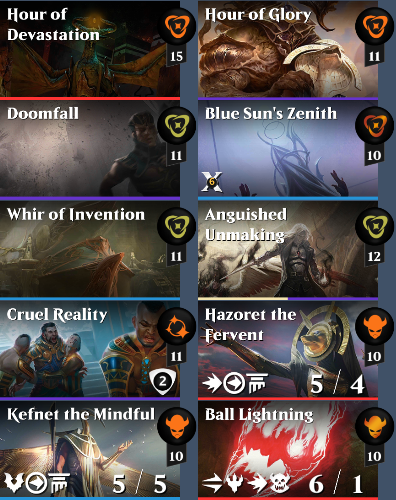 Hour of
Devastation
15
Hour of Glory
11
Doomfall
11
Blue Sun's Zenith
10
X
6
Whir of Invention
11
Anguished
Unmaking
12
Cruel Reality
11
2
Hazoret the
Fervent
10
5 / 4
Kefnet the Mindful
10
5 / 5
Ball Lightning
10
6 / 1